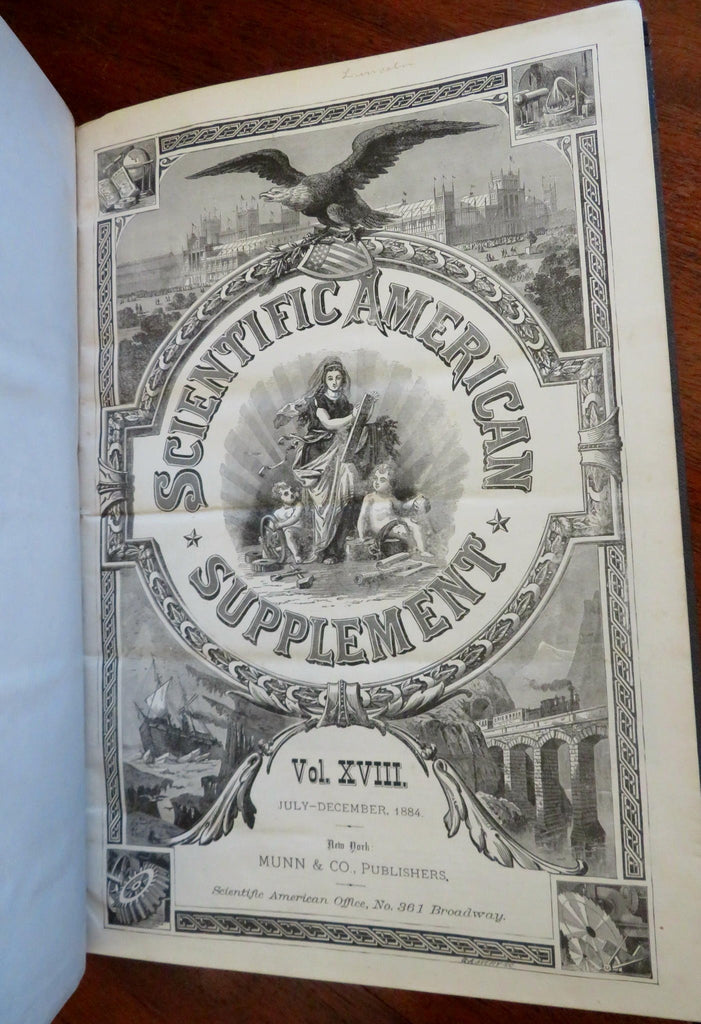 SCIENTIFIC AMERICAN
SUPPLEMENT
Vol. XVIII.
JULY-DECEMBER, 1884.
New York
MUNN & CO., PUBLISHERS,
Scientific American Office, No. 361 Broadway.